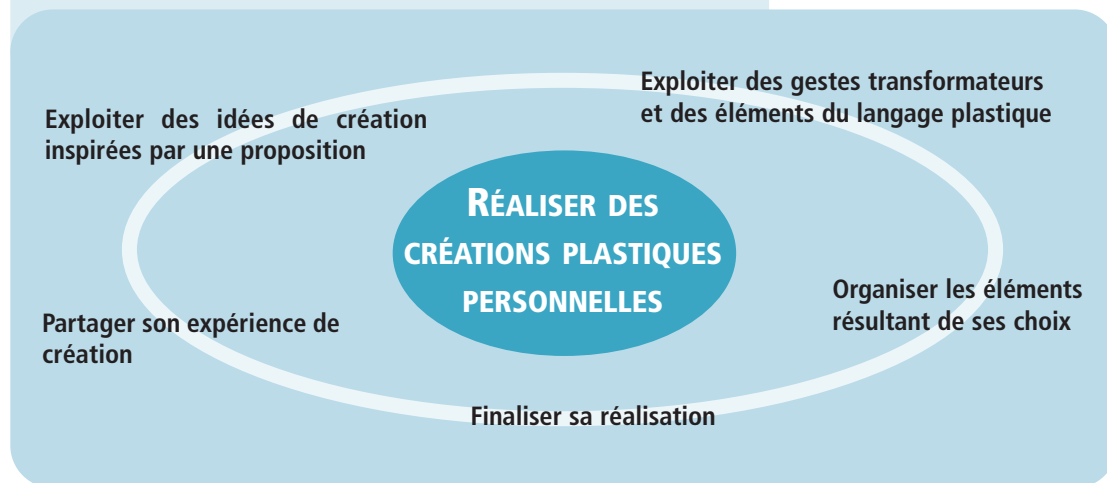 Exploiter des idées de création
inspirées par une proposition
Exploiter des gestes transformateurs
et des éléments du langage plastique
RÉALISER DES
CRÉATIONS PLASTIQUES
PERSONNELLES
Organiser les éléments
résultant de ses choix
Partager son expérience de
création
Finaliser sa réalisation